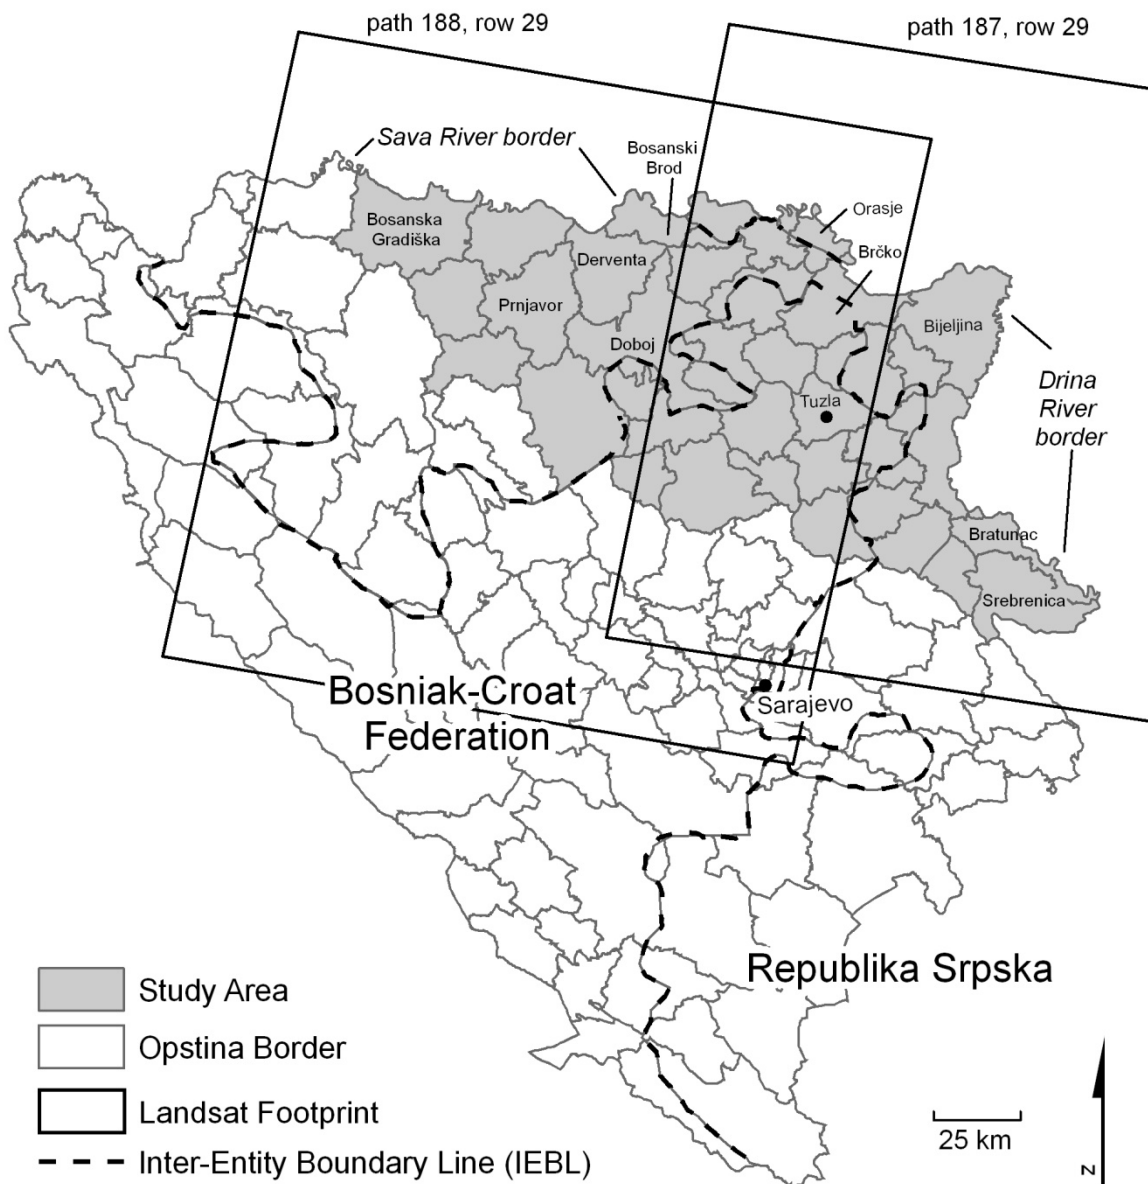 path 188, row 29
path 187, row 29
Sava River border
Bosanski
Brod
Orasje
Brčko
Bosanska
Gradiška
Derventa
Prnjavor
Doboj
Bijeljina
Tuzla
Drina
River
border
Bratunac
Srebrenica
Sarajevo
Bosniak-Croat
Federation
Republika Srpska
Study Area
Opstina Border
Landsat Footprint
Inter-Entity Boundary Line (IEBL)
25 km
N